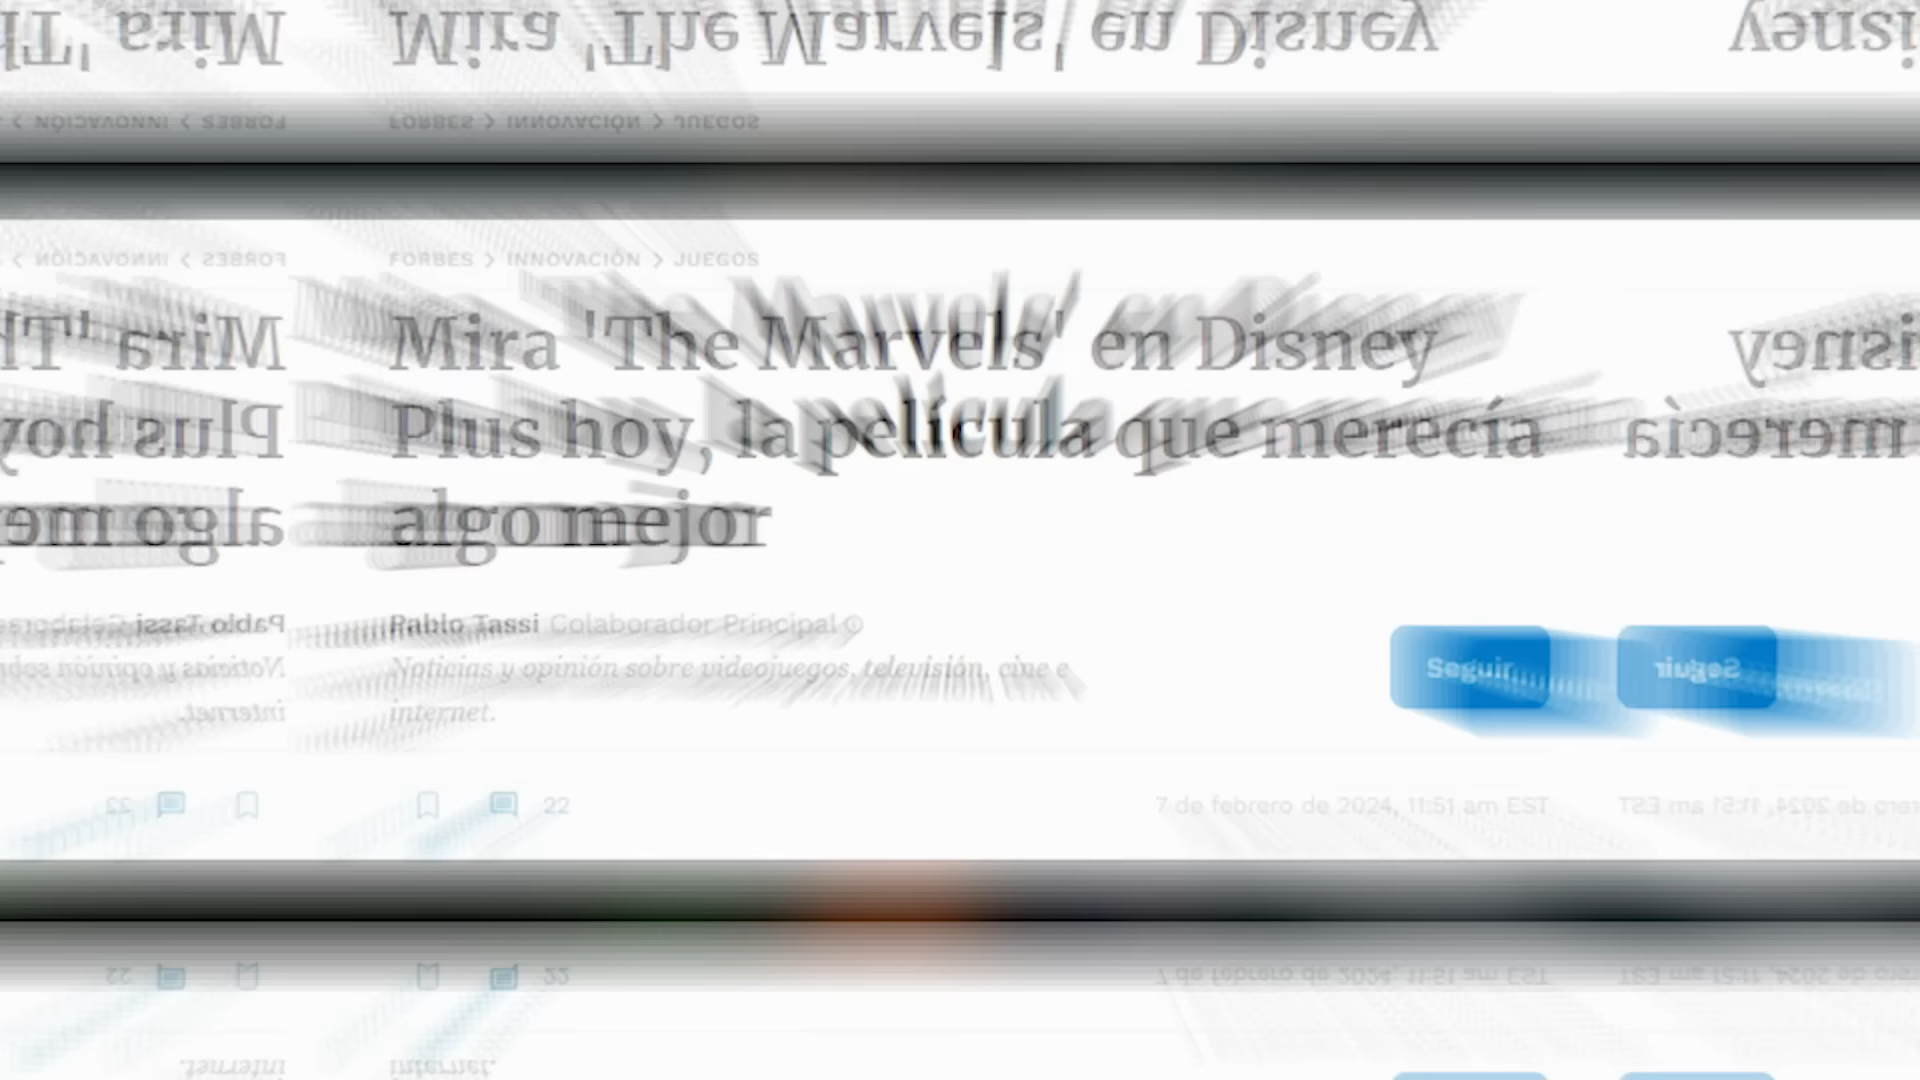 FORBES > INNOVACIÓN > JUEGOS
Mira 'The Marvels' en Disney
Plus hoy, la película que merecía
algo mejor
Pablo Tassi Colaborador Principal
Noticias y opinión sobre videojuegos, televisión, cine e
internet.
Seguir
22
7 de febrero de 2024, 11:51 am EST